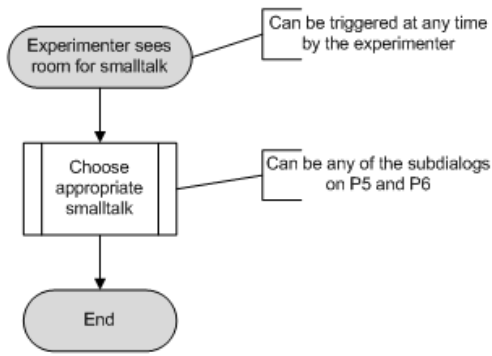 Experimenter sees
room for smalltalk
Can be triggered at any time
by the experimenter
Choose
appropriate
smalltalk
Can be any of the subdialogs
on P5 and P6
End